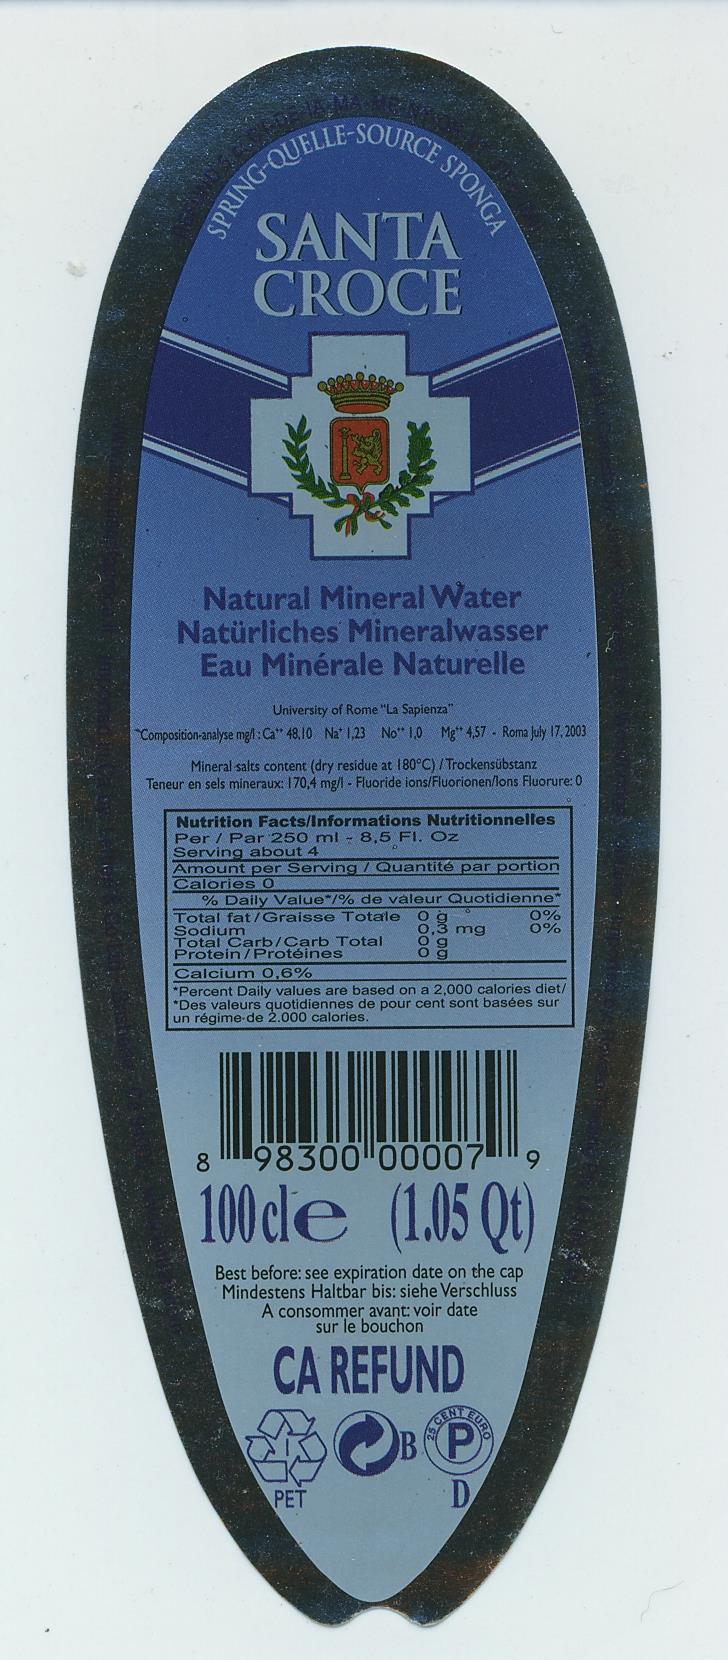 SPRING-QUELLE-SOURCE SPONGA
SANTA
CROCE
Natural Mineral Water
Natürliches Mineralwasser
Eau Minérale Naturelle
University of Rome "La Sapienza"
"Composition-analyse mg/l : Ca⁺⁺ 48,10 Na⁺ 1,23 No⁺⁺ 1,0 Mg⁺⁺ 4,57 - Roma July 17, 2003
Mineral salts content (dry residue at 180°C) / Trockensübstanz
Teneur en sels mineraux: 170,4 mg/l - Fluoride ions/Fluorionen/Ions Fluorure: 0
Nutrition Facts/Informations Nutritionnelles
Per / Par 250 ml - 8,5 Fl. Oz
Serving about 4
Amount per Serving / Quantité par portion
Calories 0
% Daily Value*/% de valeur Quotidienne*
Total fat/Graisse Totale 0 g 0%
Sodium 0,3 mg 0%
Total Carb/Carb Total 0 g
Protein/Protéines 0 g
Calcium 0,6%
*Percent Daily values are based on a 2,000 calories diet/
*Des valeurs quotidiennes de pour cent sont basées sur
un régime de 2.000 calories.
8 98300 00007 9
100 cl e (1.05 Qt)
Best before: see expiration date on the cap
Mindestens Haltbar bis: siehe Verschluss
A consommer avant: voir date
sur le bouchon
CA REFUND
1 B 25 CENT EURO P
PET D